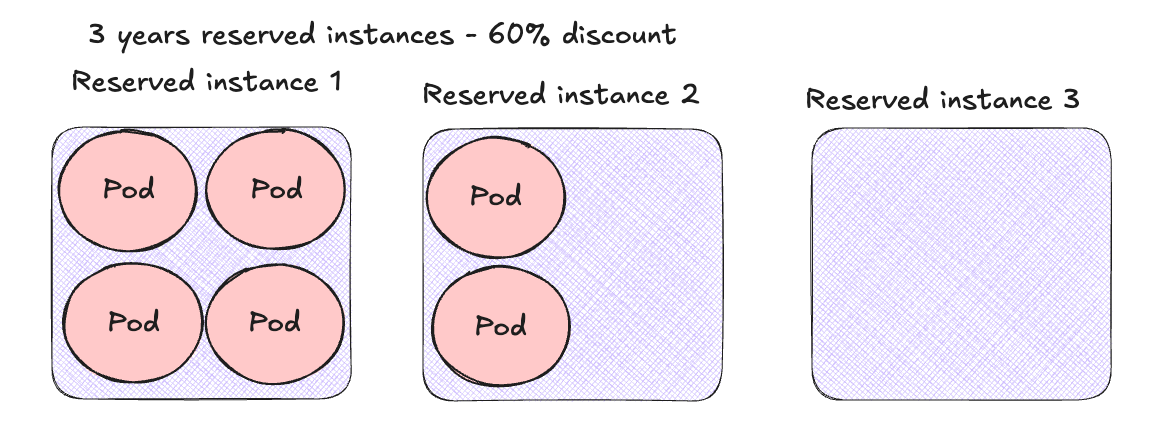 3 years reserved instances - 60% discount
Reserved instance 1
Reserved instance 2
Reserved instance 3
Pod
Pod
Pod
Pod
Pod
Pod